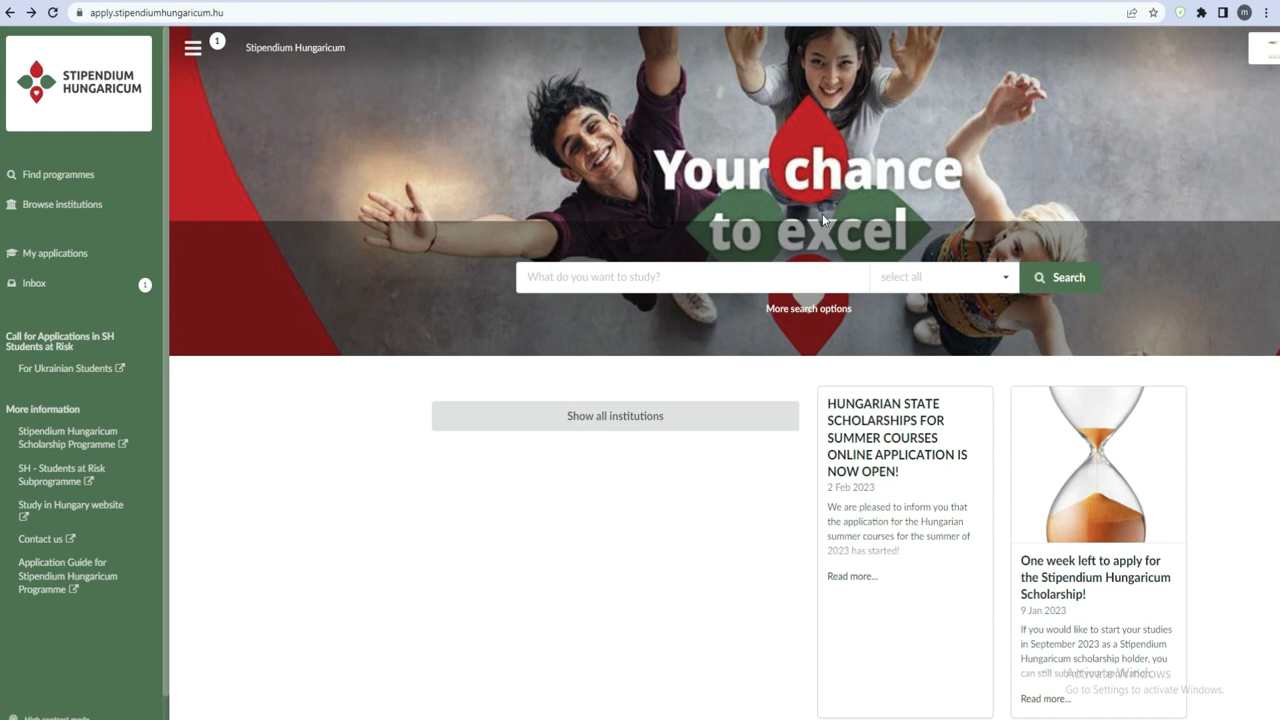 apply.stipendiumhungaricum.hu
m
STIPENDIUM
HUNGARICUM
Find programmes
Browse institutions
My applications
Inbox
1
Call for Applications in SH
Students at Risk
For Ukrainian Students
More information
Stipendium Hungaricum
Scholarship Programme
SH - Students at Risk
Subprogramme
Study in Hungary website
Contact us
Application Guide for
Stipendium Hungaricum
Programme
High contrast mode
1
Stipendium Hungaricum
Your chance
to excel
What do you want to study?
select all
Search
More search options
Show all institutions
HUNGARIAN STATE
SCHOLARSHIPS FOR
SUMMER COURSES
ONLINE APPLICATION IS
NOW OPEN!
2 Feb 2023
We are pleased to inform you that
the application for the Hungarian
summer courses for the summer of
2023 has started!
Read more...
One week left to apply for
the Stipendium Hungaricum
Scholarship!
9 Jan 2023
If you would like to start your studies
in September 2023 as a Stipendium
Hungaricum scholarship holder, you
can still submit your application.
Read more...
Activate Windows
Go to Settings to activate Windows.